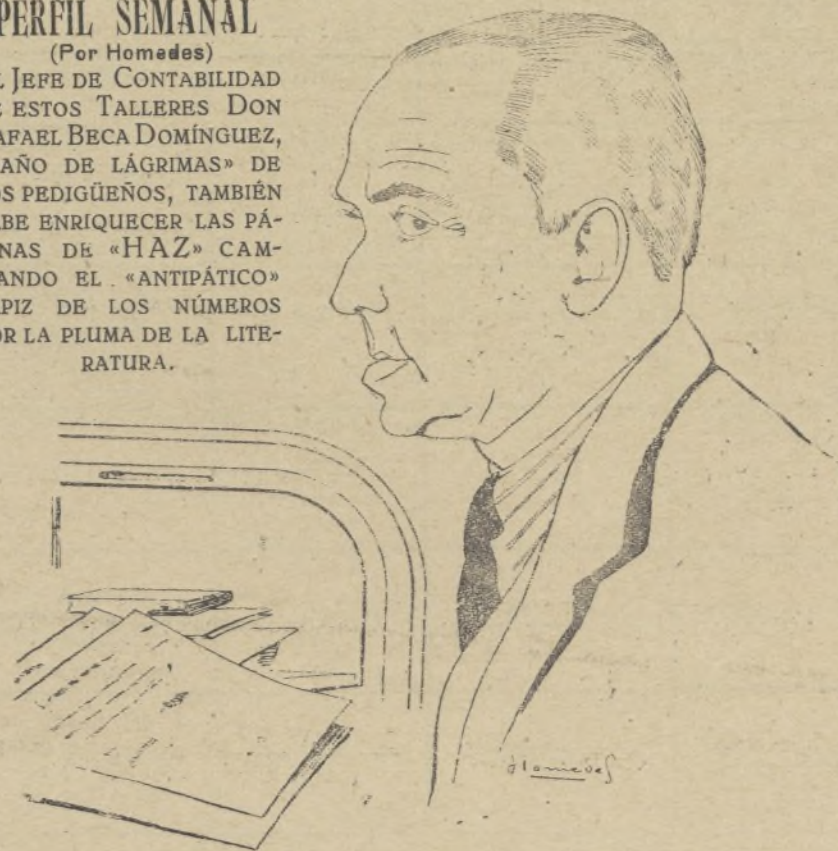 PERFIL SEMANAL
(Por Homedes)
L JEFE DE CONTABILIDAD
E ESTOS TALLERES DON
AFAEL BECA DOMÍNGUEZ,
AÑO DE LÁGRIMAS» DE
OS PEDIGÜEÑOS, TAMBIÉN
ABE ENRIQUECER LAS PÁ-
NAS DE «HAZ» CAM-
ANDO EL «ANTIPÁTICO»
PIZ DE LOS NÚMEROS
OR LA PLUMA DE LA LITE-
RATURA.
Homedes